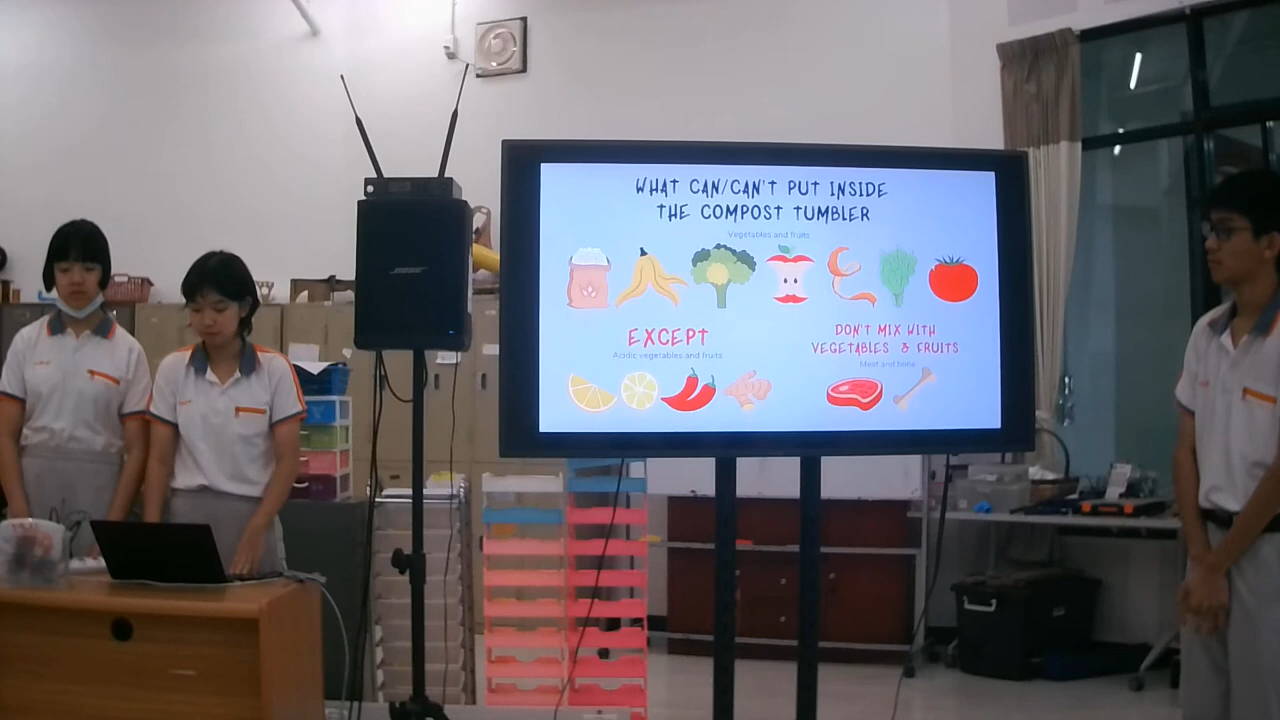 WHAT CAN/CAN'T PUT INSIDE
THE COMPOST TUMBLER
Vegetables and fruits
EXCEPT
Acidic vegetables and fruits
DON'T MIX WITH
VEGETABLES & FRUITS
Meat and bone
BOSE